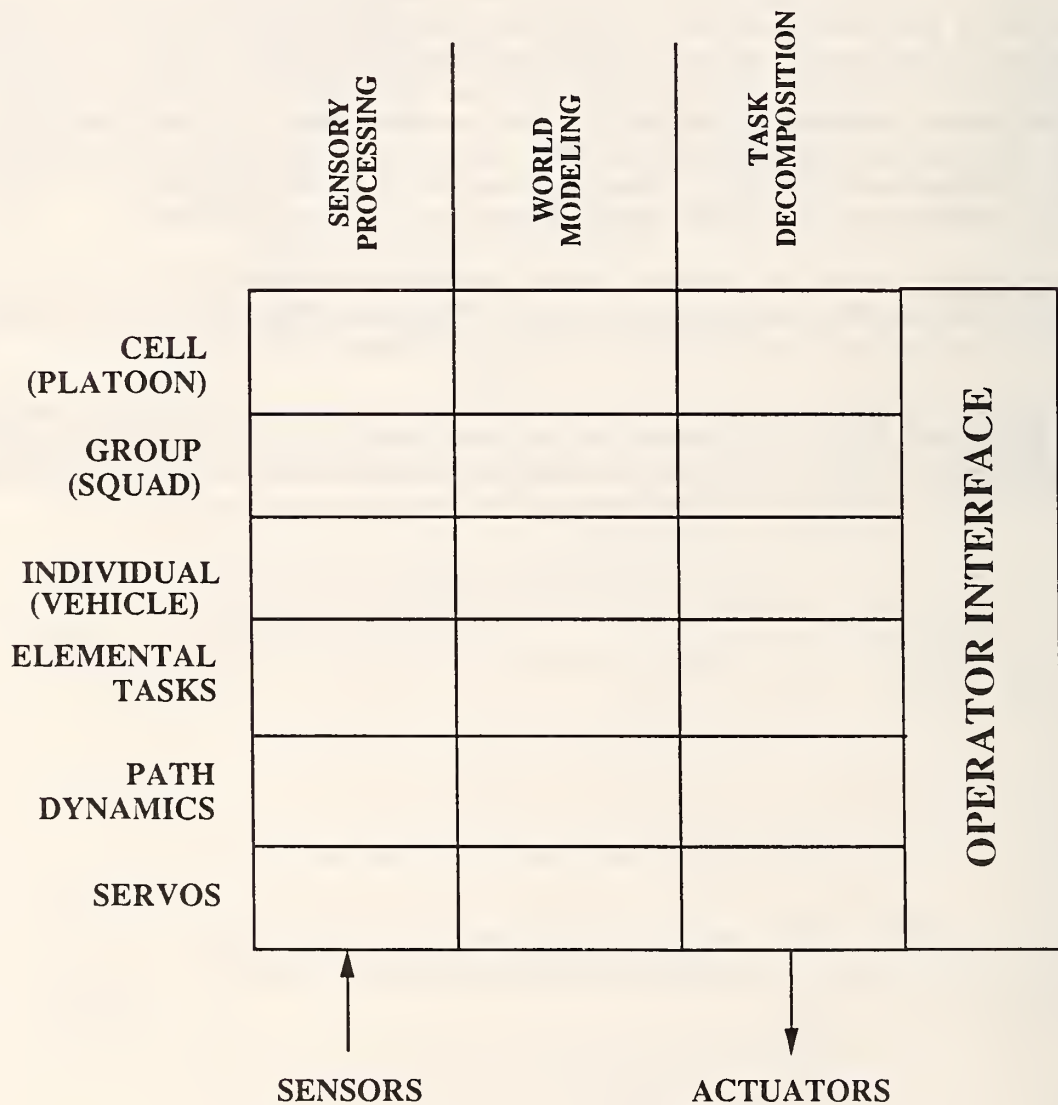 SENSORY
PROCESSING
WORLD
MODELING
TASK
DECOMPOSITION
CELL
(PLATOON)
GROUP
(SQUAD)
INDIVIDUAL
(VEHICLE)
ELEMENTAL
TASKS
PATH
DYNAMICS
SERVOS
OPERATOR INTERFACE
SENSORS
ACTUATORS